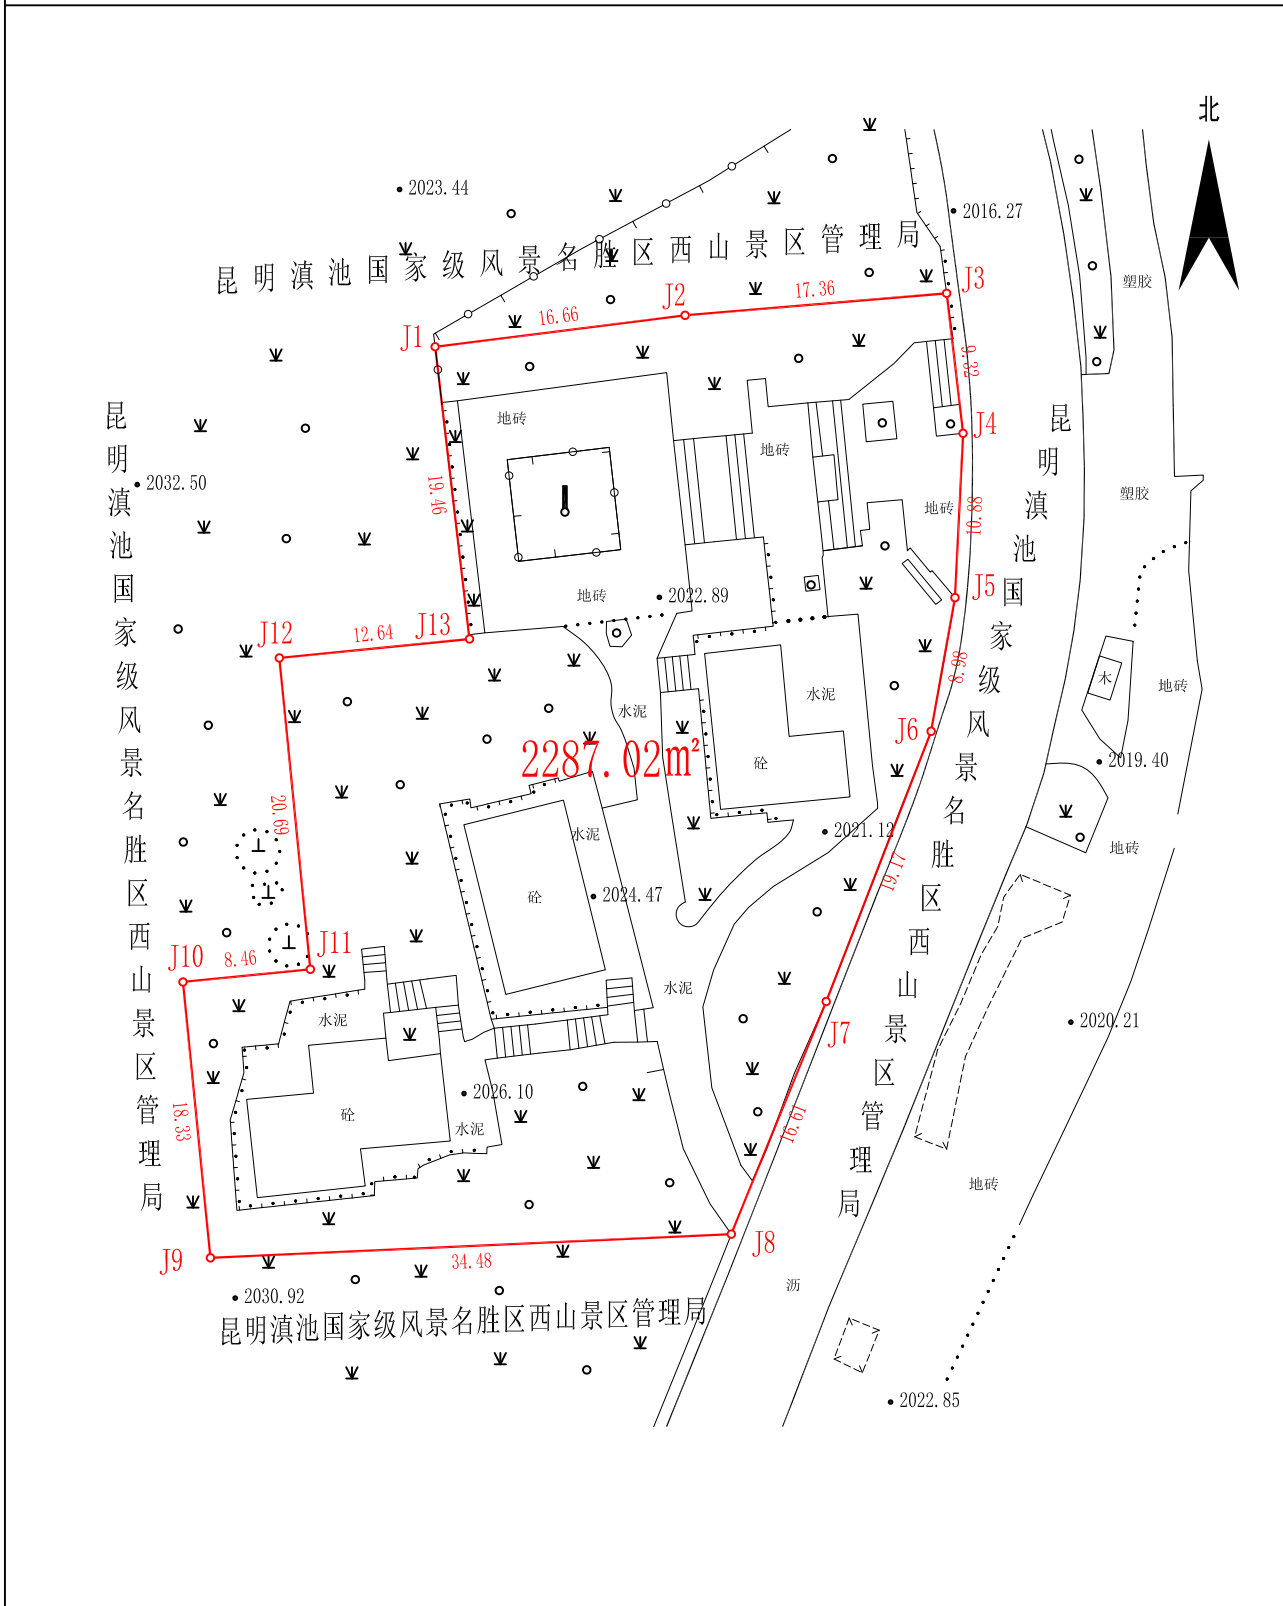 北
2023.44
2016.27
昆明滇池国家级风景名胜区西山景区管理局
塑胶
J3
J2
17.36
16.66
J1
9.32
地砖
昆明滇池国家级风景名胜区西山景区管理局
昆明滇池国家级风景名胜区西山景区管理局
J4
地砖
2032.50
19.46
塑胶
地砖
10.88
地砖
2022.89
J5
J13
12.64
J12
8.98
木
地砖
水泥
水泥
J6
2287.02m²
砼
2019.40
20.69
水泥
2021.12
地砖
19.17
砼
2024.47
J11
8.46
J10
水泥
水泥
J7
2020.21
2026.10
砼
水泥
18.33
16.61
地砖
J8
J9
34.48
沥
2030.92
昆明滇池国家级风景名胜区西山景区管理局
2022.85